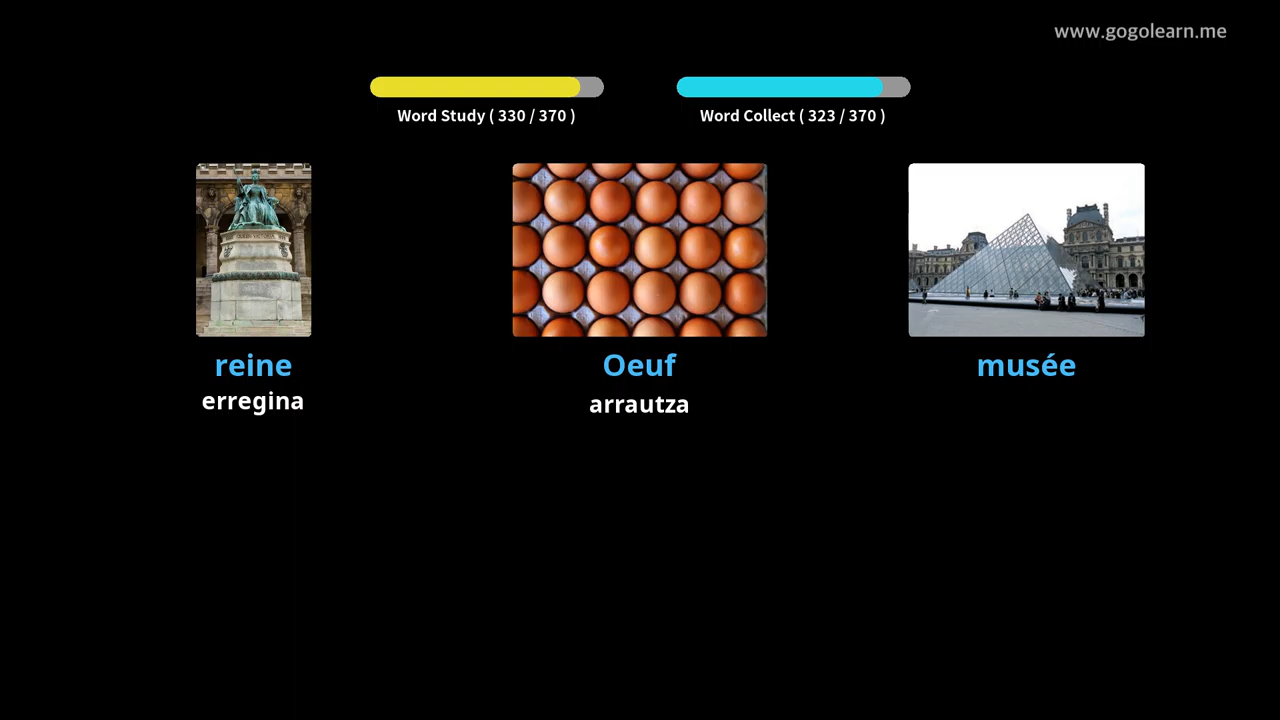 www.gogolearn.me
Word Study ( 330 / 370 )
Word Collect ( 323 / 370 )
reine
erregina
Oeuf
arrautza
musée